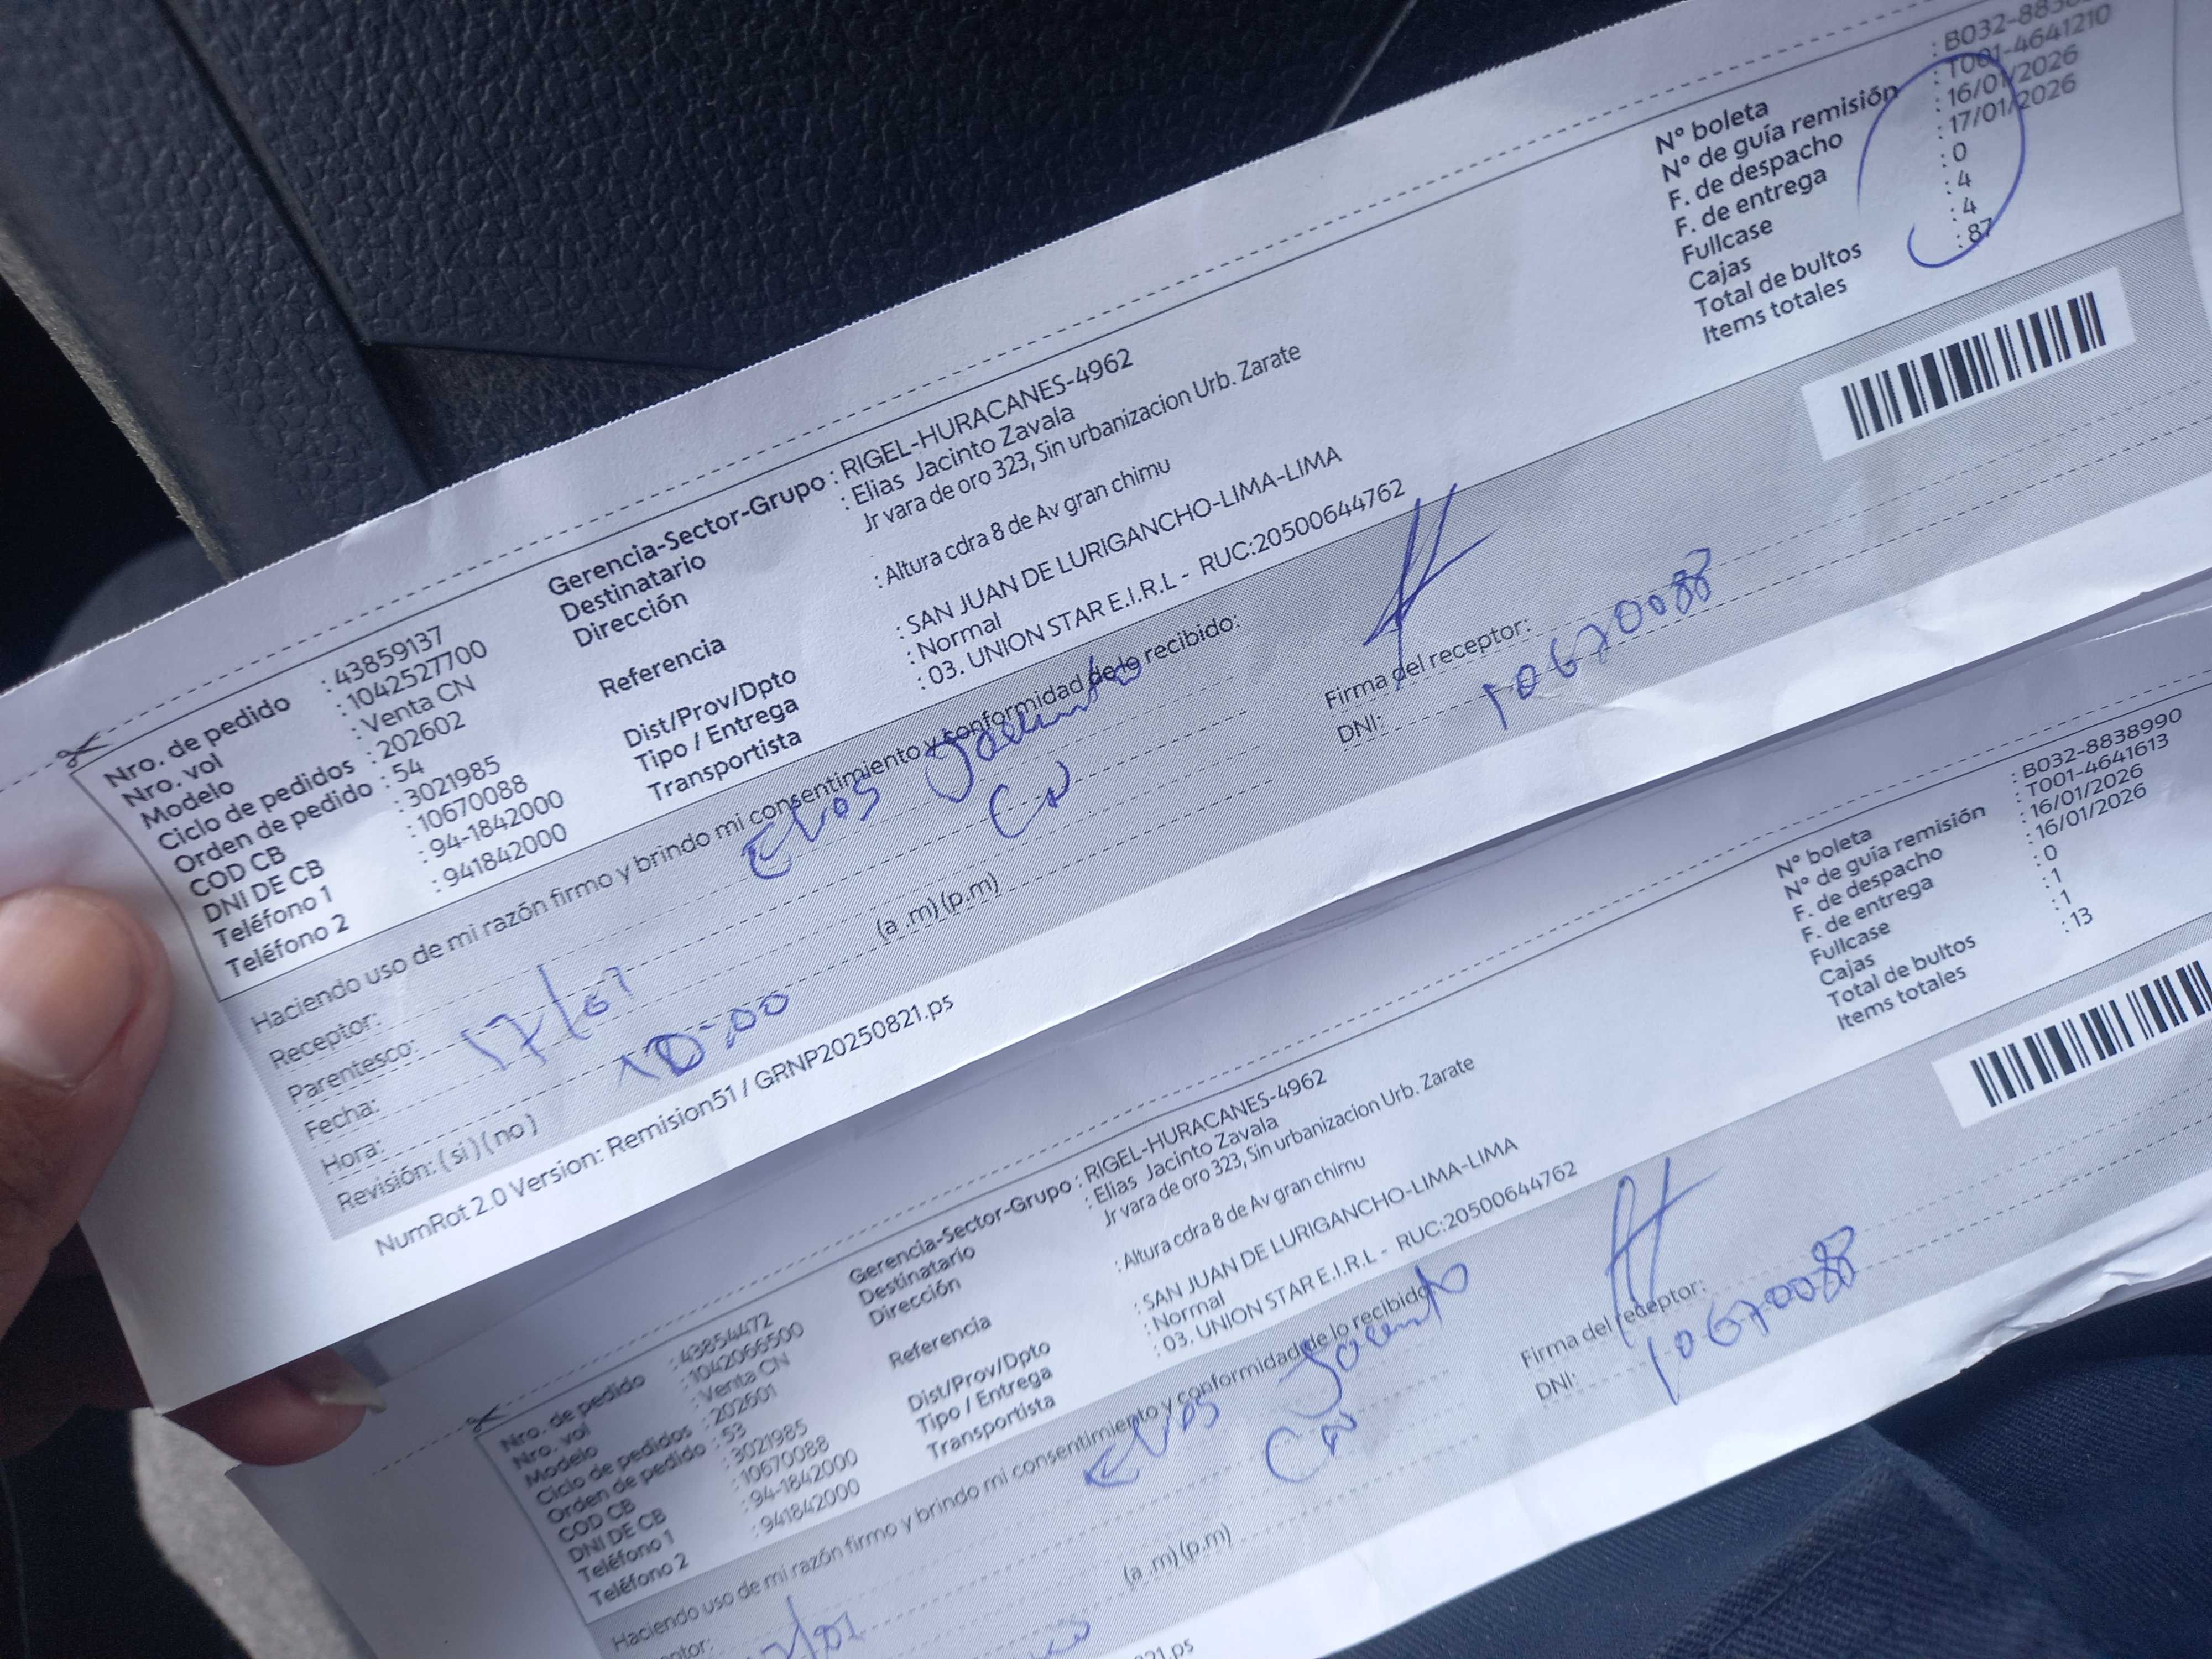 Nro. de pedido : 43859137
Nro. vol : 1042527700
Modelo : Venta CN
Ciclo de pedidos : 202602
Orden de pedido : 54
COD CB : 3021985
DNI DE CB : 10670088
Teléfono 1 : 94-1842000
Teléfono 2 : 941842000
Gerencia-Sector-Grupo : RIGEL-HURACANES-4962
Destinatario : Elias Jacinto Zavala
Dirección Jr vara de oro 323, Sin urbanizacion Urb. Zarate
Referencia : Altura cdra 8 de Av gran chimu
Dist/Prov/Dpto : SAN JUAN DE LURIGANCHO-LIMA-LIMA
Tipo / Entrega : Normal
Transportista : 03. UNION STAR E.I.R.L - RUC:20500644762
N° boleta
N° de guía remisión : T001-4641210
F. de despacho : 16/01/2026
F. de entrega : 17/01/2026
Fullcase : 0
Cajas : 4
Total de bultos : 4
Items totales : 87
Haciendo uso de mi razón firmo y brindo mi consentimiento y conformidad de lo recibido:
Receptor: Elias Jacinto
Parentesco: CN
Fecha: 17/01
Hora: 10:00 (a .m) (p.m)
Revisión: ( si ) ( no )
Firma del receptor:
DNI: 10670088
NumRot 2.0 Version: Remision51 / GRNP20250821.ps
Nro. de pedido : 43854472
Nro. vol : 1042066500
Modelo : Venta CN
Ciclo de pedidos : 202601
Orden de pedido : 53
COD CB : 3021985
DNI DE CB : 10670088
Teléfono 1 : 94-1842000
Teléfono 2 : 941842000
Gerencia-Sector-Grupo : RIGEL-HURACANES-4962
Destinatario : Elias Jacinto Zavala
Dirección Jr vara de oro 323, Sin urbanizacion Urb. Zarate
Referencia : Altura cdra 8 de Av gran chimu
Dist/Prov/Dpto : SAN JUAN DE LURIGANCHO-LIMA-LIMA
Tipo / Entrega : Normal
Transportista : 03. UNION STAR E.I.R.L - RUC:20500644762
N° boleta : B032-8838990
N° de guía remisión : T001-4641613
F. de despacho : 16/01/2026
F. de entrega : 16/01/2026
Fullcase : 0
Cajas : 1
Total de bultos : 1
Items totales : 13
Haciendo uso de mi razón firmo y brindo mi consentimiento y conformidad de lo recibido
Elias Jacinto
CN
(a .m) (p.m)
Firma del receptor:
DNI: 10670088